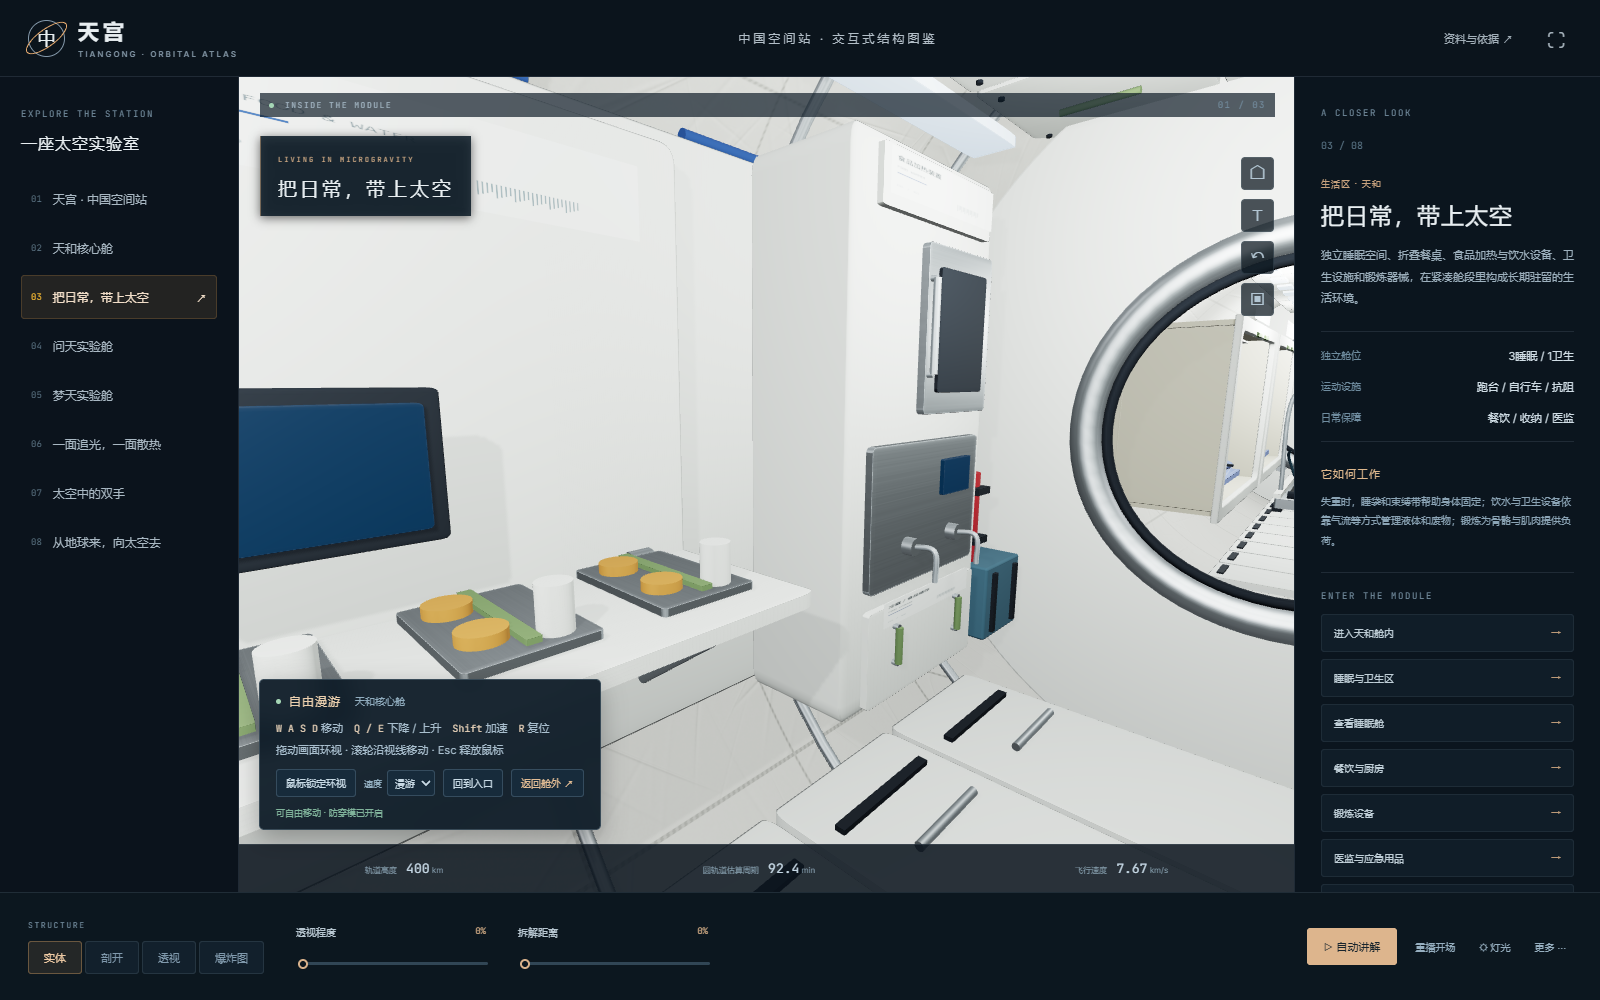 中
天宫
TIANGONG · ORBITAL ATLAS
中国空间站 · 交互式结构图鉴
资料与依据 ↗
EXPLORE THE STATION
一座太空实验室
01 天宫 · 中国空间站
02 天和核心舱
03 把日常，带上太空 ↗
04 问天实验舱
05 梦天实验舱
06 一面追光，一面散热
07 太空中的双手
08 从地球来，向太空去
INSIDE THE MODULE
01 / 03
LIVING IN MICROGRAVITY
把日常，带上太空
T
自由漫游 天和核心舱
W A S D 移动 Q / E 下降 / 上升 Shift 加速 R 复位
拖动画面环视 · 滚轮沿视线移动 · Esc 释放鼠标
鼠标锁定环视 速度 漫游 回到入口 返回舱外 ↗
可自由移动 · 防穿模已开启
轨道高度 400 km
圆轨道估算周期 92.4 min
飞行速度 7.67 km/s
A CLOSER LOOK
03 / 08
生活区 · 天和
把日常，带上太空
独立睡眠空间、折叠餐桌、食品加热与饮水设备、卫
生设施和锻炼器械，在紧凑舱段里构成长期驻留的生
活环境。
独立舱位 3睡眠 / 1卫生
运动设施 跑台 / 自行车 / 抗阻
日常保障 餐饮 / 收纳 / 医监
它如何工作
失重时，睡袋和束缚带帮助身体固定；饮水与卫生设备依
靠气流等方式管理液体和废物；锻炼为骨骼与肌肉提供负
荷。
ENTER THE MODULE
进入天和舱内 →
睡眠与卫生区 →
查看睡眠舱 →
餐饮与厨房 →
锻炼设备 →
医监与应急用品 →
STRUCTURE
实体 剖开 透视 爆炸图
透视程度 0%
拆解距离 0%
▷ 自动讲解
重播开场
灯光
更多 ···